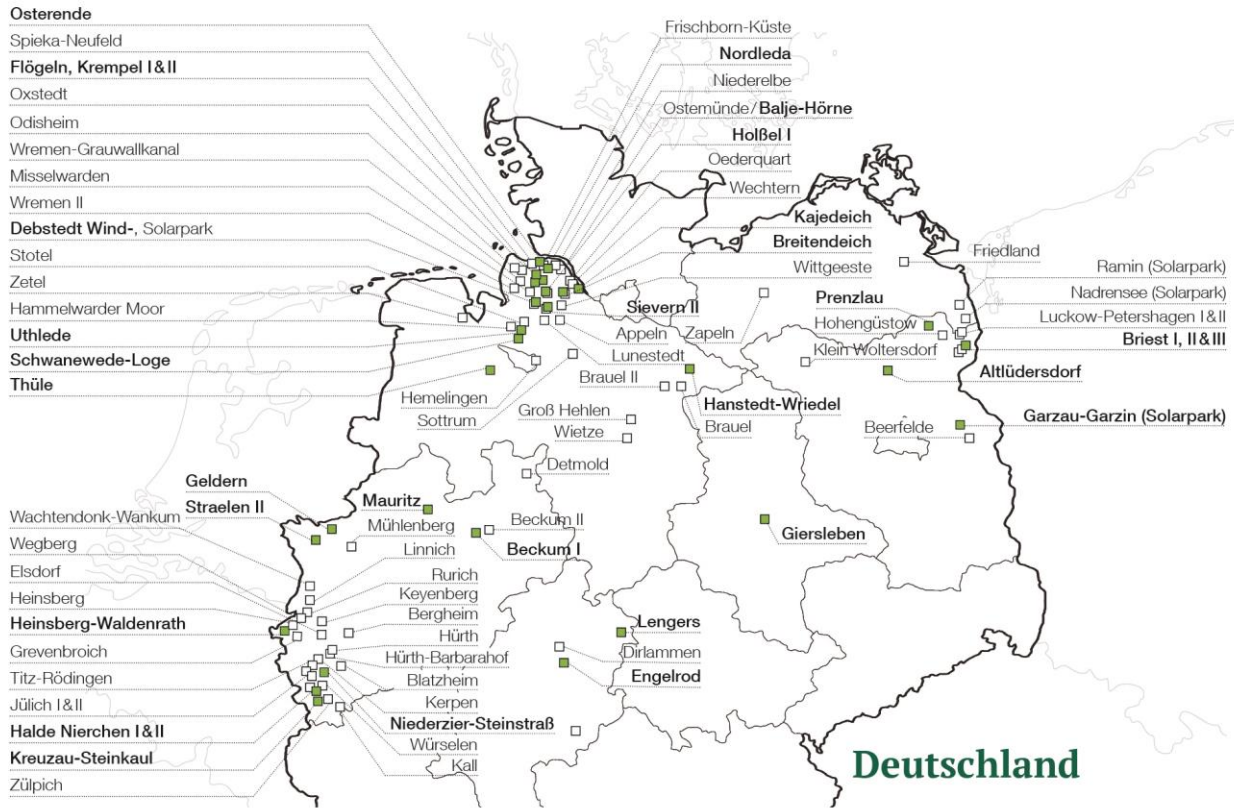 Osterende
Spieka-Neufeld
Flögeln, Krempel I & II
Oxstedt
Odisheim
Wremen-Grauwallkanal
Misselwarden
Wremen II
Debstedt Wind-, Solarpark
Stotel
Zetel
Hammelwarder Moor
Uthlede
Schwanewede-Loge
Thüle
Frischborn-Küste
Nordleda
Niederelbe
Ostemünde/Balje-Hörne
Holßel I
Oederquart
Wechtern
Kajedeich
Breitendeich
Wittgeeste
Sievern II
Appeln
Lunestedt
Zapeln
Brauel II
Hemelingen
Sottrum
Hanstedt-Wriedel
Brauel
Groß Hehlen
Wietze
Detmold
Friedland
Ramin (Solarpark)
Nadrensee (Solarpark)
Prenzlau
Luckow-Petershagen I & II
Hohengüstow
Briest I, II & III
Klein Woltersdorf
Altlüdersdorf
Garzau-Garzin (Solarpark)
Beerfelde
Geldern
Straelen II
Mauritz
Mühlenberg
Beckum II
Beckum I
Giersleben
Wachtendonk-Wankum
Wegberg
Elsdorf
Heinsberg
Heinsberg-Waldenrath
Grevenbroich
Titz-Rödingen
Jülich I & II
Halde Nierchen I & II
Kreuzau-Steinkaul
Zülpich
Linnich
Rurich
Keyenberg
Bergheim
Hürth
Hürth-Barbarahof
Blatzheim
Kerpen
Niederzier-Steinstraß
Würselen
Kall
Lengers
Dirlammen
Engelrod
Deutschland